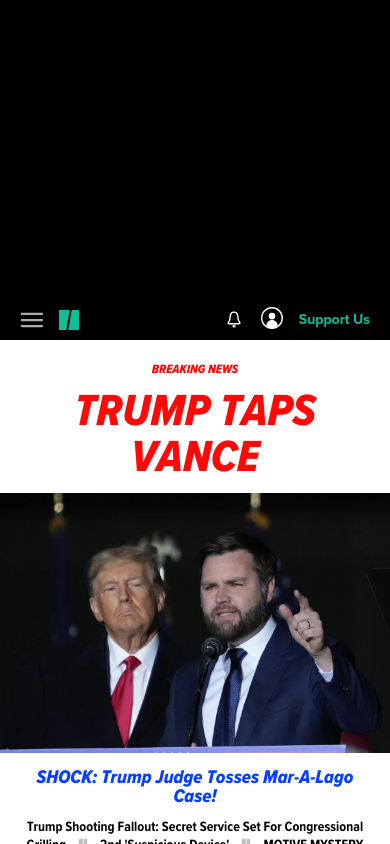 Support Us
BREAKING NEWS
TRUMP TAPS
VANCE
SHOCK: Trump Judge Tosses Mar-A-Lago
Case!
Trump Shooting Fallout: Secret Service Set For Congressional
Grilling // 2nd 'Suspicious Device' // MOTIVE MYSTERY